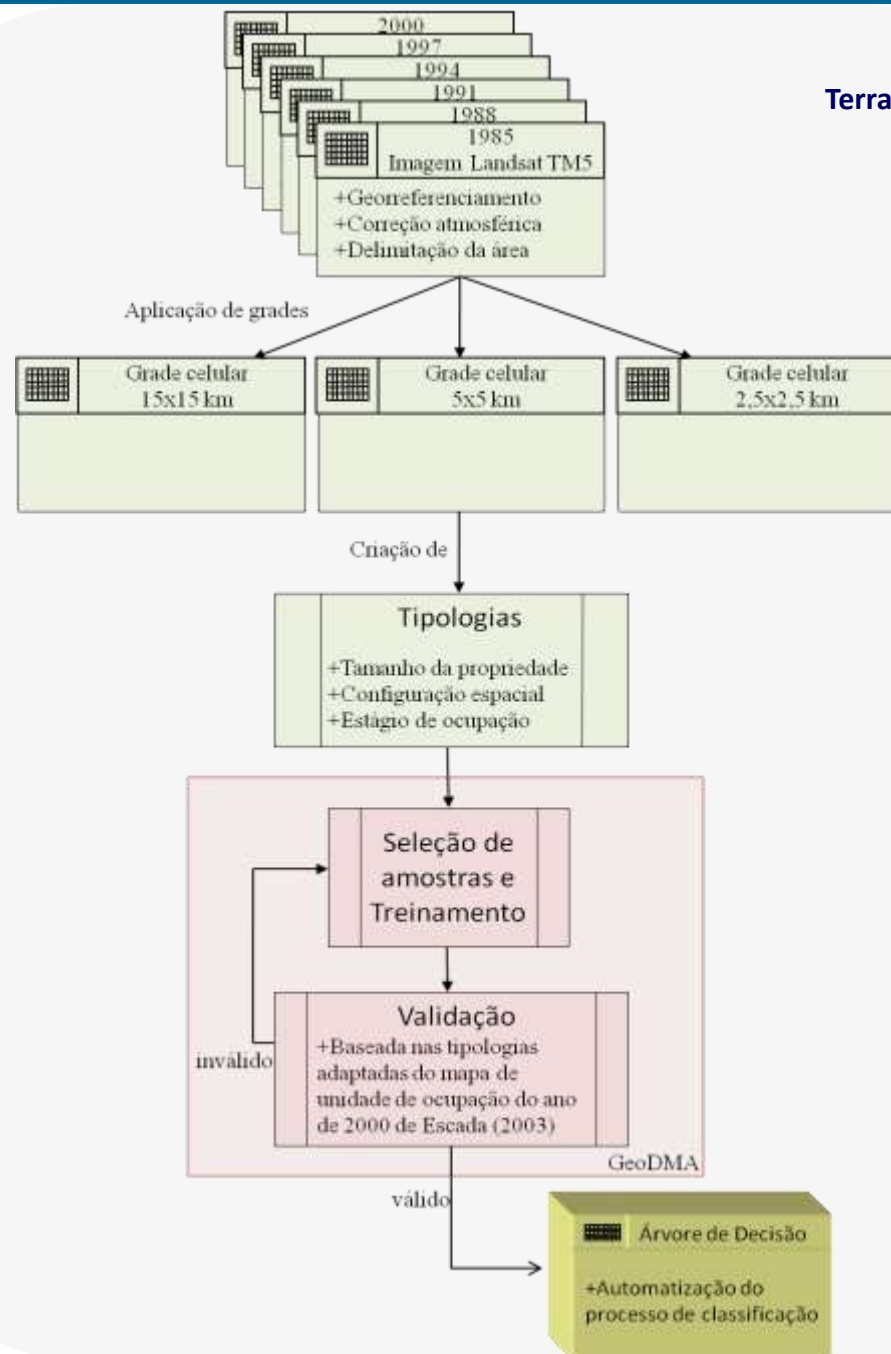 2000
1997
1994
1991
1988
1985
Imagem Landsat TM5
+Georreferenciamento
+Correção atmosférica
+Delimitação da área
Terra
Aplicação de grades
Grade celular
15x15 km
Grade celular
5x5 km
Grade celular
2,5x2,5 km
Criação de
Tipologias
+Tamanho da propriedade
+Configuração espacial
+Estágio de ocupação
Seleção de
amostras e
Treinamento
Validação
+Baseada nas tipologias
adaptadas do mapa de
unidade de ocupação do ano
de 2000 de Escada (2003)
inválido
GeoDMA
válido
Árvore de Decisão
+Automatização do
processo de classificação